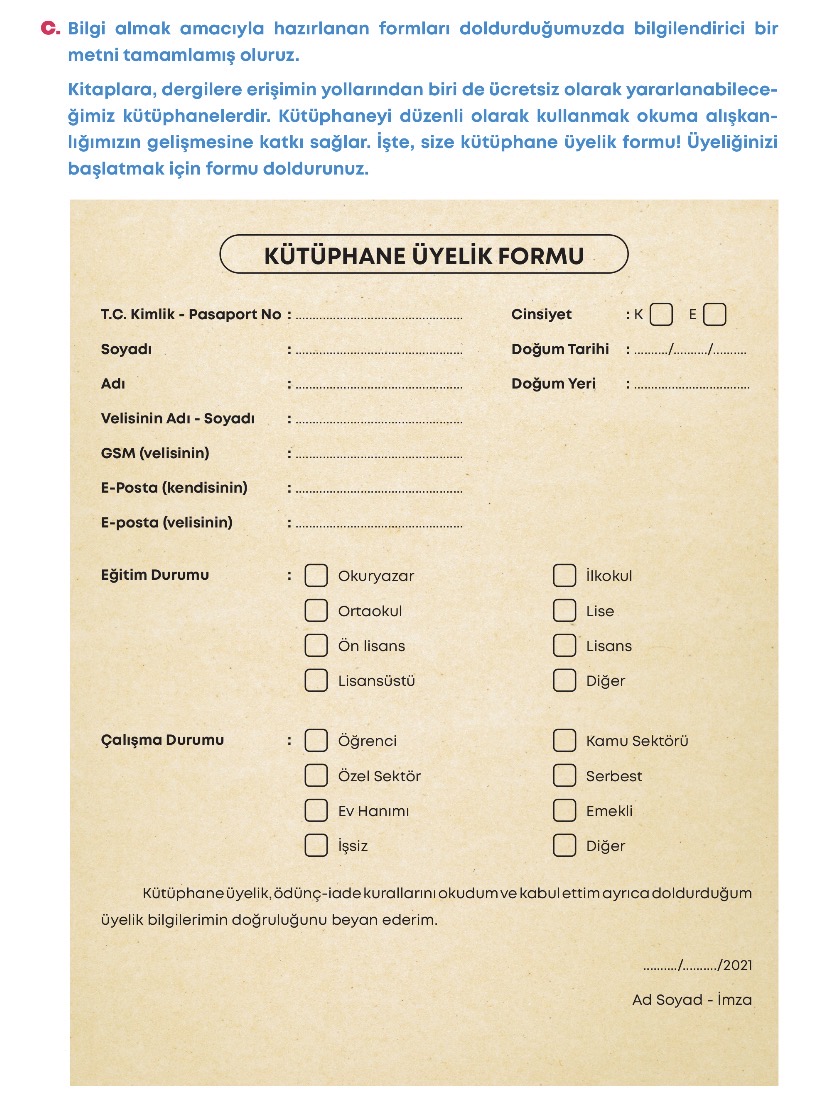 C. Bilgi almak amacıyla hazırlanan formları doldurduğumuzda bilgilendirici bir
metni tamamlamış oluruz.
Kitaplara, dergilere erişimin yollarından biri de ücretsiz olarak yararlanabilece-
ğimiz kütüphanelerdir. Kütüphaneyi düzenli olarak kullanmak okuma alışkan-
lığımızın gelişmesine katkı sağlar. İşte, size kütüphane üyelik formu! Üyeliğinizi
başlatmak için formu doldurunuz.
KÜTÜPHANE ÜYELİK FORMU
T.C. Kimlik - Pasaport No : .................................................. Cinsiyet : K E
Soyadı : .................................................. Doğum Tarihi : ........../........../..........
Adı : .................................................. Doğum Yeri : ..................................
Velisinin Adı - Soyadı : ..................................................
GSM (velisinin) : ..................................................
E-Posta (kendisinin) : ..................................................
E-posta (velisinin) : ..................................................
Eğitim Durumu : Okuryazar İlkokul
Ortaokul Lise
Ön lisans Lisans
Lisansüstü Diğer
Çalışma Durumu : Öğrenci Kamu Sektörü
Özel Sektör Serbest
Ev Hanımı Emekli
İşsiz Diğer
Kütüphane üyelik, ödünç-iade kurallarını okudum ve kabul ettim ayrıca doldurduğum
üyelik bilgilerimin doğruluğunu beyan ederim.
........../........../2021
Ad Soyad - İmza